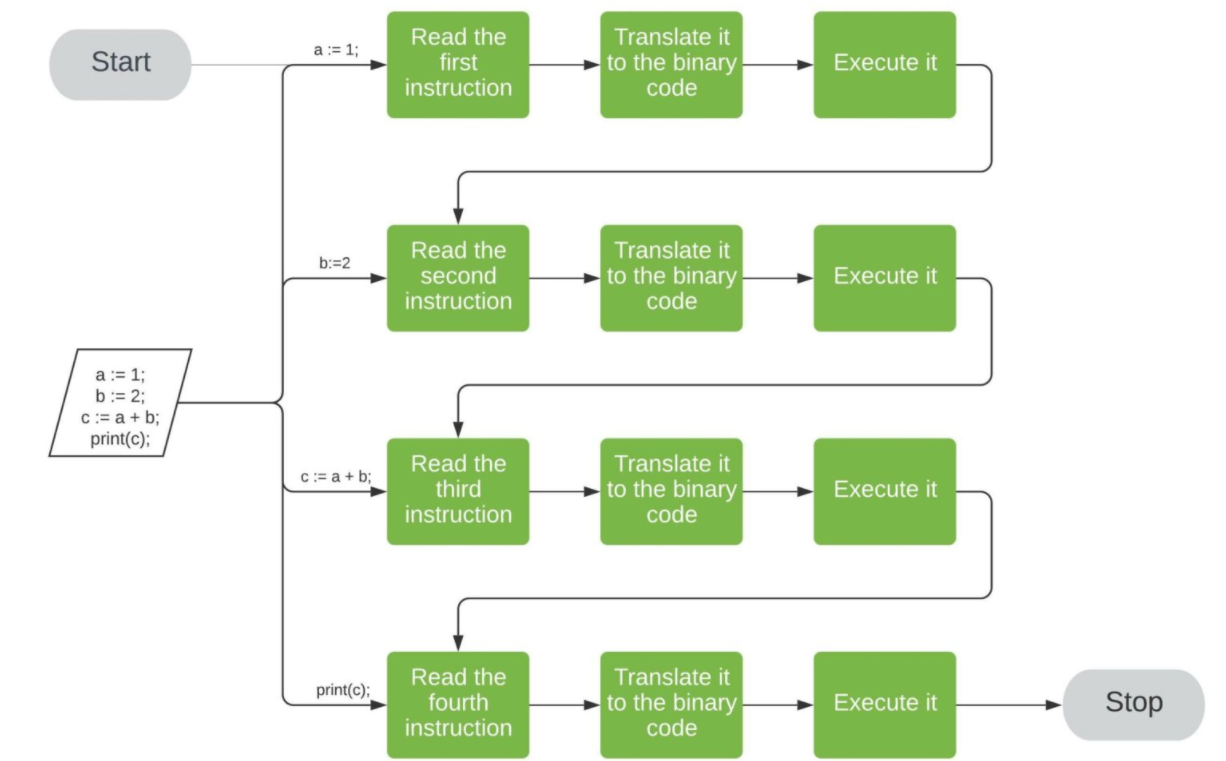 Start
a := 1;
Read the
first
instruction
Translate it
to the binary
code
Execute it
b:=2
Read the
second
instruction
Translate it
to the binary
code
Execute it
a := 1;
b := 2;
c := a + b;
print(c);
c := a + b;
Read the
third
instruction
Translate it
to the binary
code
Execute it
print(c);
Read the
fourth
instruction
Translate it
to the binary
code
Execute it
Stop